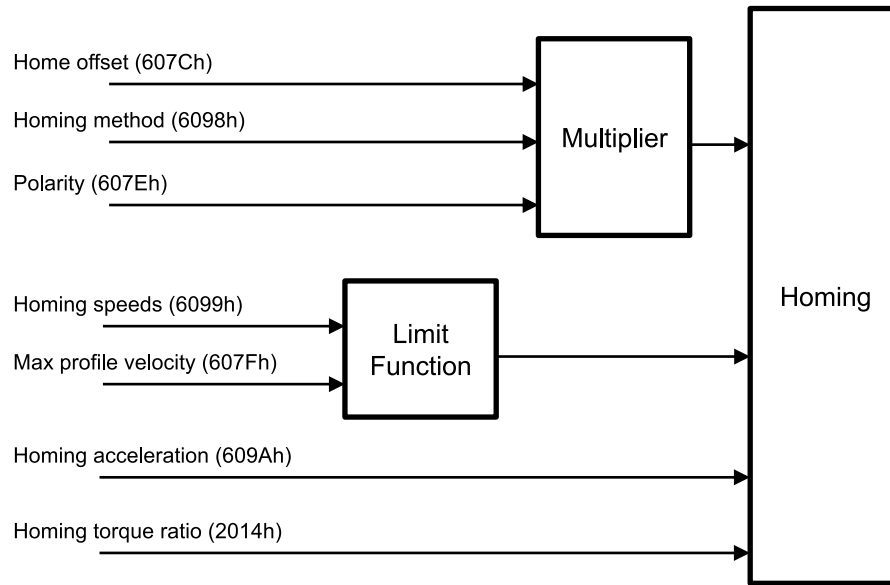 Home offset (607Ch)
Homing method (6098h)
Polarity (607Eh)
Multiplier
Homing speeds (6099h)
Max profile velocity (607Fh)
Limit
Function
Homing
Homing acceleration (609Ah)
Homing torque ratio (2014h)